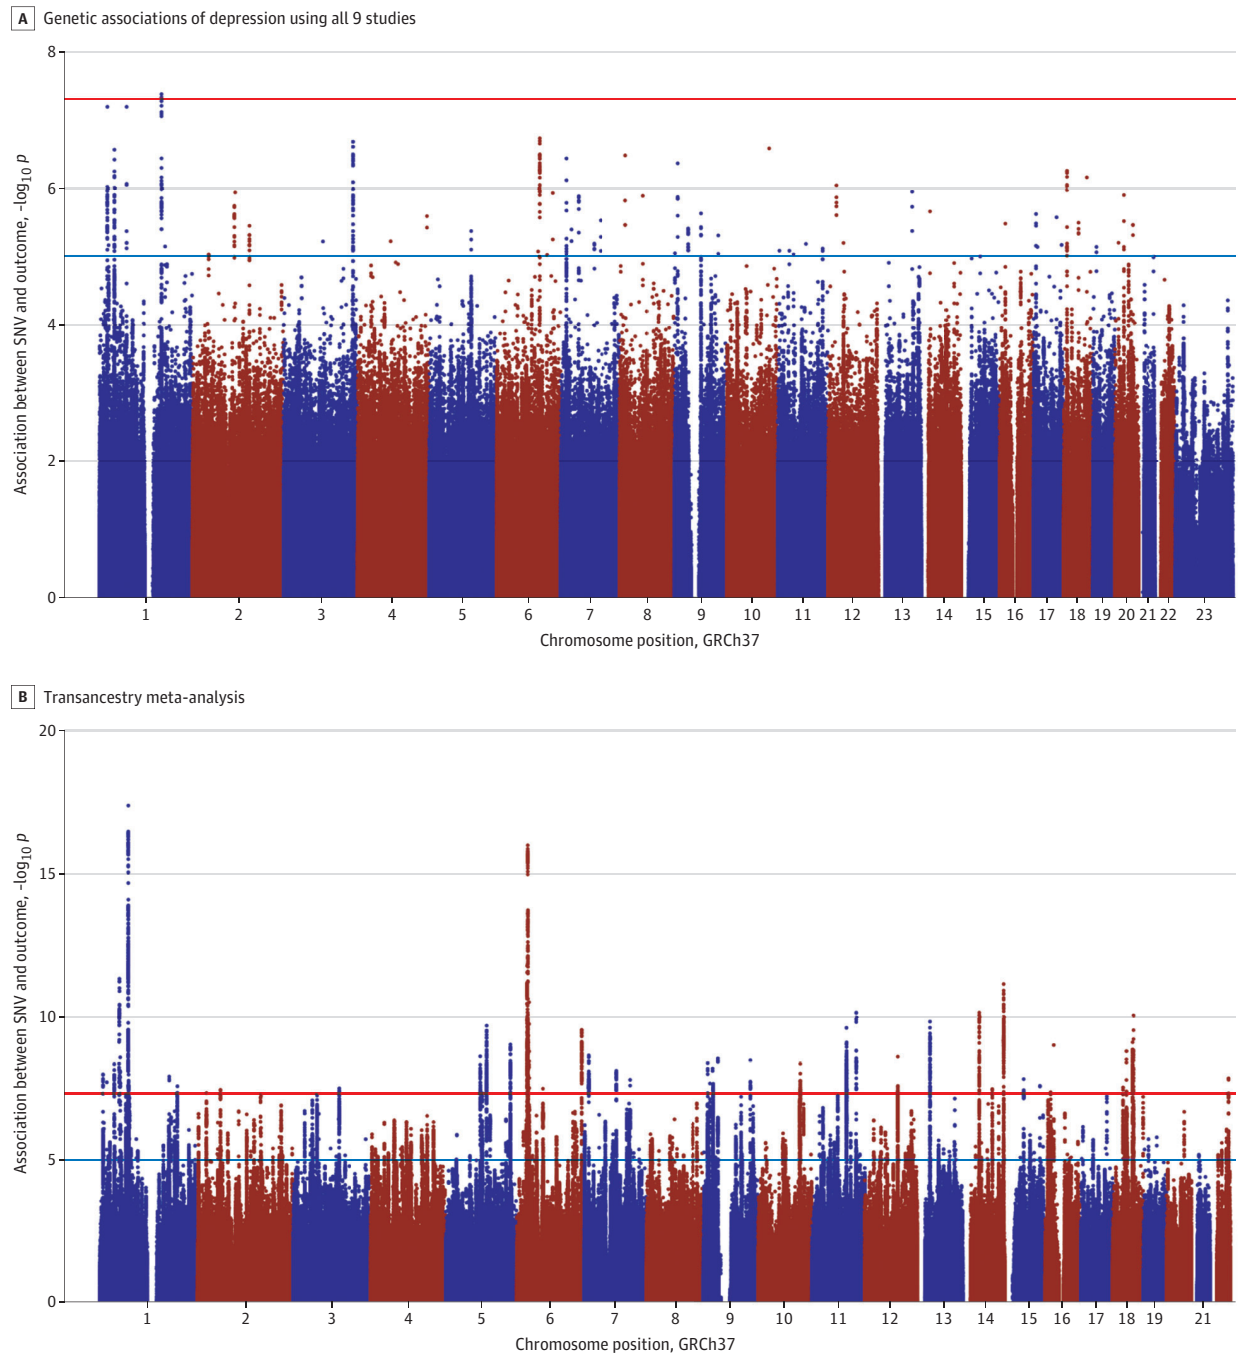 A Genetic associations of depression using all 9 studies
8
6
4
2
0
Association between SNV and outcome, –log10 p
1 2 3 4 5 6 7 8 9 10 11 12 13 14 15 16 17 18 19 20 21 22 23
Chromosome position, GRCh37
B Transancestry meta-analysis
20
15
10
5
0
Association between SNV and outcome, –log10 p
1 2 3 4 5 6 7 8 9 10 11 12 13 14 15 16 17 18 19 21
Chromosome position, GRCh37